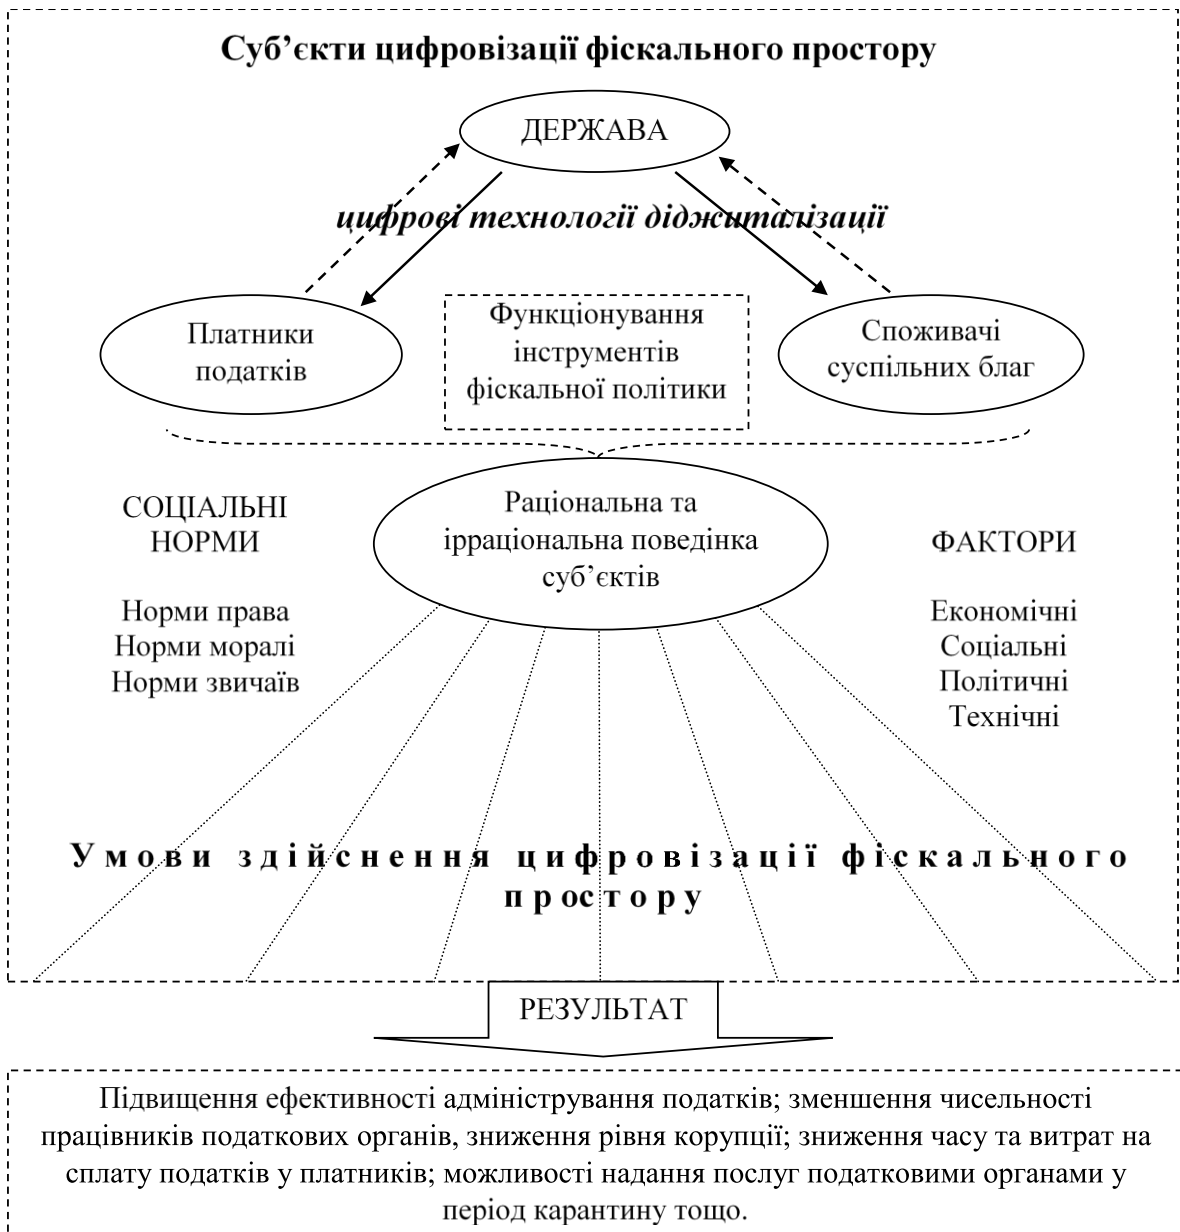 Суб’єкти цифровізації фіскального простору
ДЕРЖАВА
цифрові технології діджиталізації
Платники
податків
Функціонування
інструментів
фіскальної політики
Споживачі
суспільних благ
СОЦІАЛЬНІ
НОРМИ
Норми права
Норми моралі
Норми звичаїв
Раціональна та
ірраціональна поведінка
суб’єктів
ФАКТОРИ
Економічні
Соціальні
Політичні
Технічні
Умови здійснення цифровізації фіскального
простору
РЕЗУЛЬТАТ
Підвищення ефективності адміністрування податків; зменшення чисельності
працівників податкових органів, зниження рівня корупції; зниження часу та витрат на
сплату податків у платників; можливості надання послуг податковими органами у
період карантину тощо.